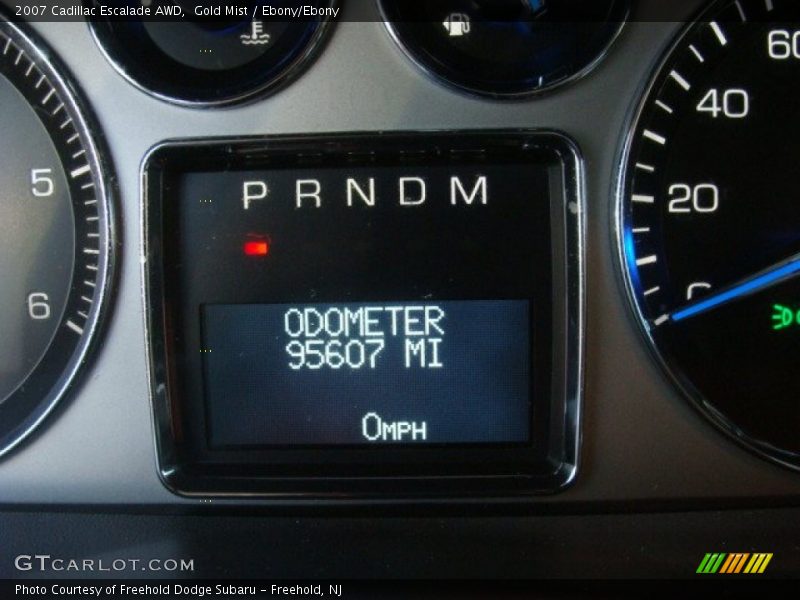 2007 Cadillac Escalade AWD,  Gold Mist / Ebony/Ebony
60
40
5
P R N D M
20
6
0
ODOMETER
95607 MI
0MPH
GTCARLOT.COM
Photo Courtesy of Freehold Dodge Subaru - Freehold, NJ